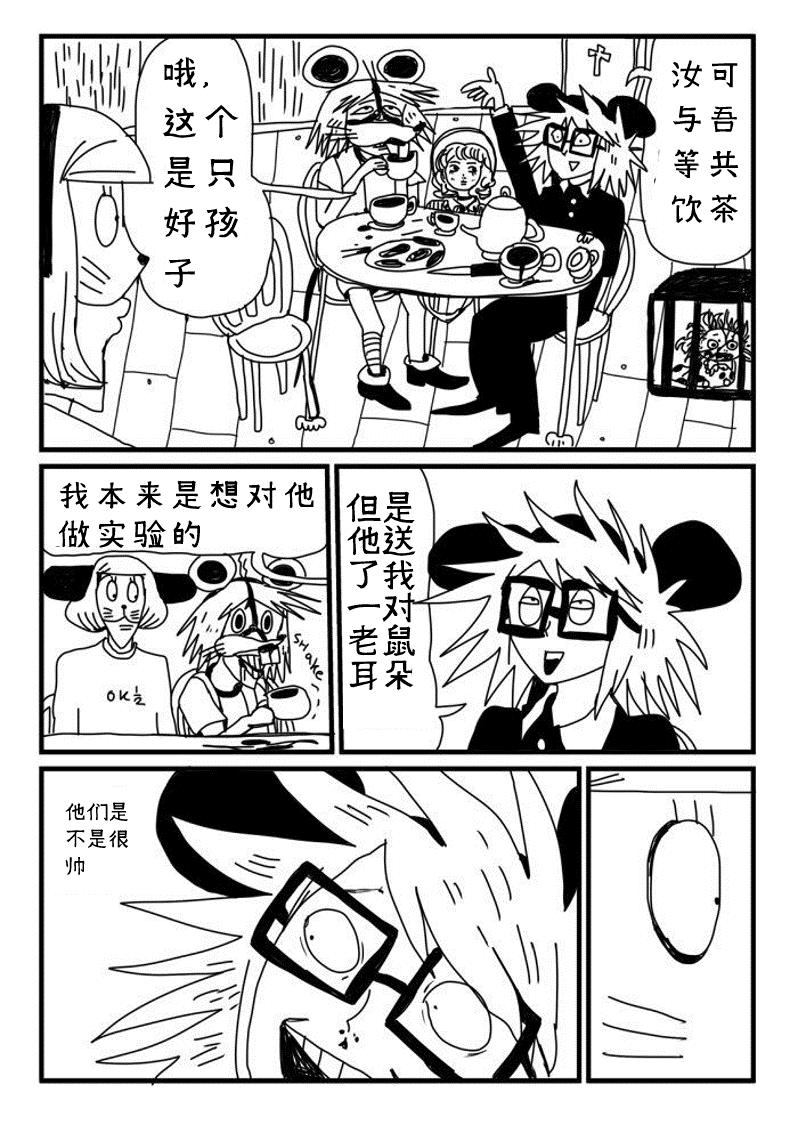 哦,
这个
是只
好孩
子
汝可
与吾
等共
饮茶
我本来是想对他
做实验的
SHAKE
OK½
但是
他送
了我
一对
老鼠
耳朵
他们是
不是很
帅